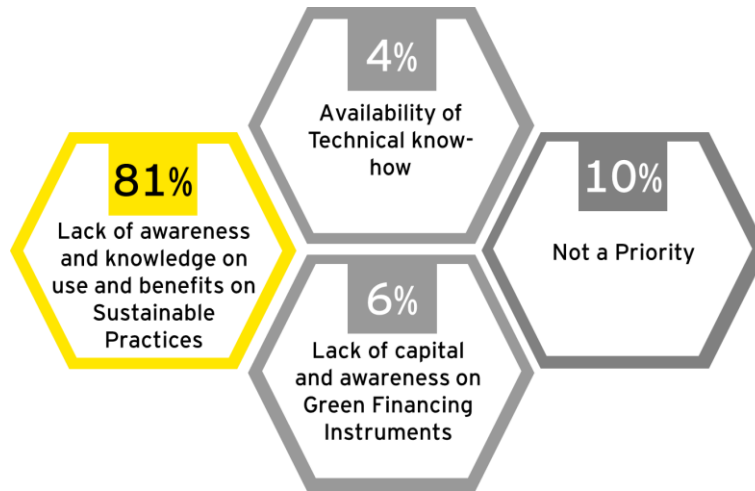 4%
Availability of
Technical know-
how
81%
Lack of awareness
and knowledge on
use and benefits on
Sustainable
Practices
10%
Not a Priority
6%
Lack of capital
and awareness on
Green Financing
Instruments